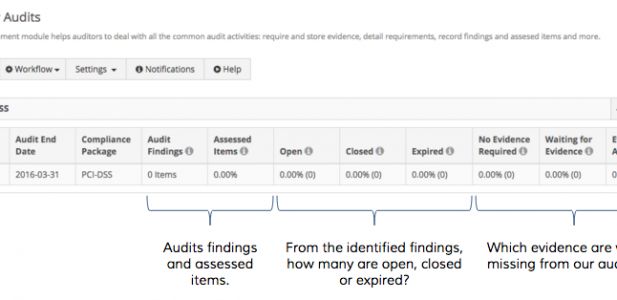 Audits
ment module helps auditors to deal with all the common audit activities: require and store evidence, detail requirements, record findings and assesed items and more.
Workflow Settings Notifications Help
SS
Audit End Date Compliance Package Audit Findings Assessed Items Open Closed Expired No Evidence Required Waiting for Evidence
2016-03-31 PCI-DSS 0 Items 0.00% 0.00% (0) 0.00% (0) 0.00% (0) 0.00% (0) 0.00% (0)
Audits findings
and assessed
items.
From the identified findings,
how many are open, closed
or expired?
Which evidence are
missing from our